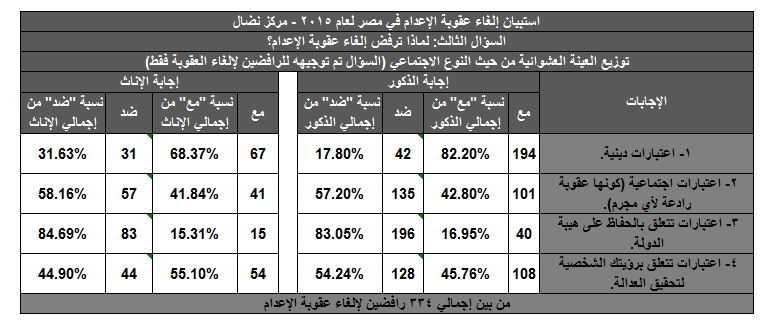 استبيان إلغاء عقوبة الإعدام في مصر لعام ٢٠١٥ - مركز نضال
السؤال الثالث: لماذا ترفض إلغاء عقوبة الإعدام؟
توزيع العينة العشوائية من حيث النوع الاجتماعي (السؤال تم توجيهه للرافضين لإلغاء العقوبة فقط)
الإجابات إجابة الذكور إجابة الإناث
مع نسبة "مع" من إجمالي الذكور ضد نسبة "ضد" من إجمالي الذكور مع نسبة "مع" من إجمالي الإناث ضد نسبة "ضد" من إجمالي الإناث
١- اعتبارات دينية. 194 82.20% 42 17.80% 67 68.37% 31 31.63%
٢- اعتبارات اجتماعية (كونها عقوبة رادعة لأي مجرم). 101 42.80% 135 57.20% 41 41.84% 57 58.16%
٣- اعتبارات تتعلق بالحفاظ على هيبة الدولة. 40 16.95% 196 83.05% 15 15.31% 83 84.69%
٤- اعتبارات تتعلق برؤيتك الشخصية لتحقيق العدالة. 108 45.76% 128 54.24% 54 55.10% 44 44.90%
من بين إجمالي ٣٣٤ رافضين لإلغاء عقوبة الإعدام